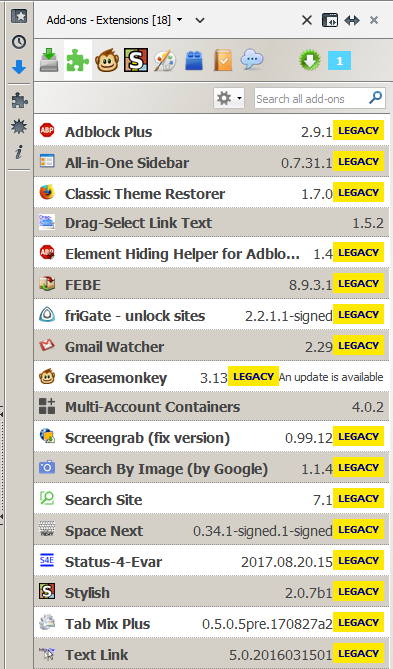 Add-ons - Extensions [18]
1
Search all add-ons
Adblock Plus 2.9.1 LEGACY
All-in-One Sidebar 0.7.31.1 LEGACY
Classic Theme Restorer 1.7.0 LEGACY
Drag-Select Link Text 1.5.2
Element Hiding Helper for Adblo... 1.4 LEGACY
FEBE 8.9.3.1 LEGACY
friGate - unlock sites 2.2.1.1-signed LEGACY
Gmail Watcher 2.29 LEGACY
Greasemonkey 3.13 LEGACY An update is available
Multi-Account Containers 4.0.2
Screengrab (fix version) 0.99.12 LEGACY
Search By Image (by Google) 1.1.4 LEGACY
Search Site 7.1 LEGACY
Space Next 0.34.1-signed.1-signed LEGACY
S4E Status-4-Evar 2017.08.20.15 LEGACY
Stylish 2.0.7b1 LEGACY
Tab Mix Plus 0.5.0.5pre.170827a2 LEGACY
Text Link 5.0.2016031501 LEGACY